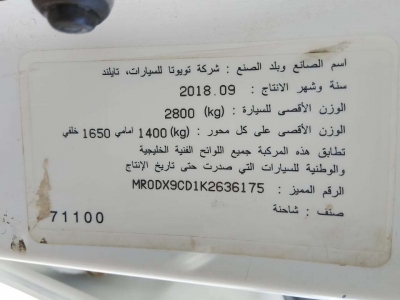 اسم الصانع وبلد الصنع : شركة تويوتا للسيارات، تايلند
سنة وشهر الانتاج : 2018.09
الوزن الأقصى للسيارة : 2800 (kg)
الوزن الأقصى على كل محور : 1400(kg) امامي 1650 خلفي
تطابق هذه المركبة جميع اللوائح الفنية الخليجية
والوطنية للسيارات التي صدرت حتى تاريخ الإنتاج
الرقم المميز : MR0DX9CD1K2636175
صنف : شاحنة
71100